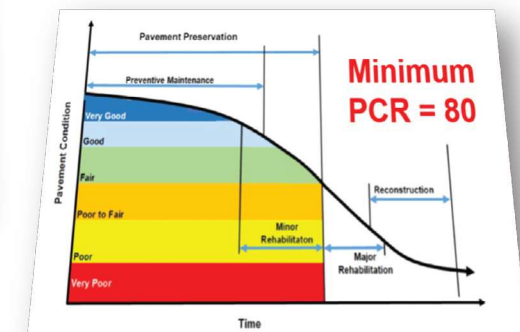 Pavement Preservation
Minimum
PCR = 80
Preventive Maintenance
Pavement Condition
Very Good
Good
Fair
Reconstruction
Poor to Fair
Minor
Rehabilitaton
Major
Rehabilitation
Poor
Very Poor
Time